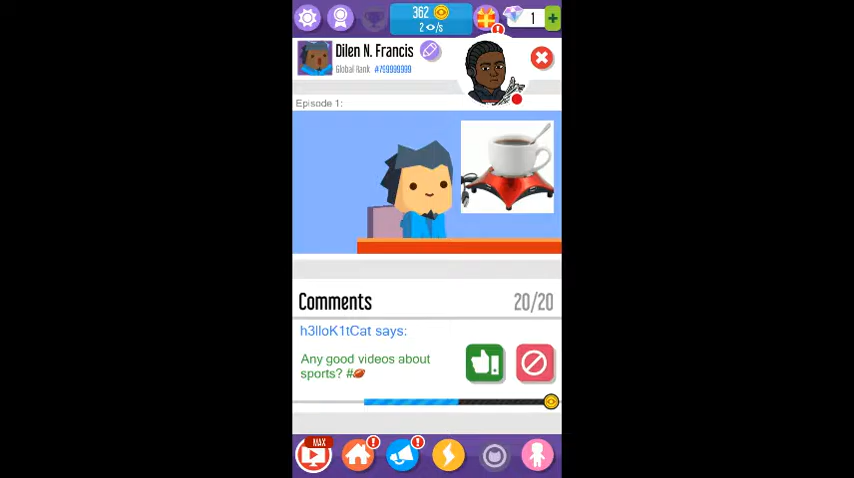 362
2 /s
1
Dilen N. Francis
Global Rank #799999999
Episode 1:
Comments 20/20
h3lloK1tCat says:
Any good videos about
sports? #🏈
MAX